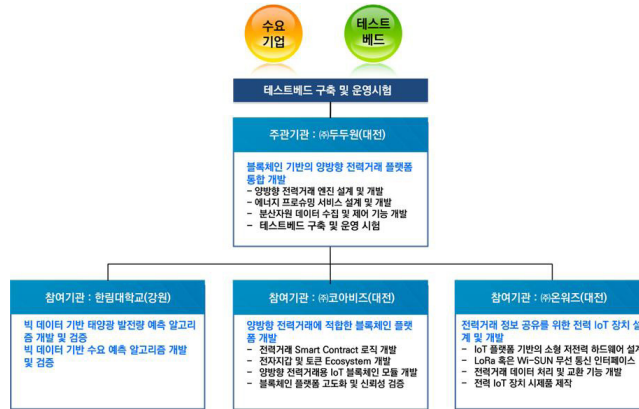 수요
기업
테스트
베드
테스트베드 구축 및 운영시험
주관기관 : ㈜두두원(대전)
블록체인 기반의 양방향 전력거래 플랫폼
통합 개발
- 양방향 전력거래 엔진 설계 및 개발
-에너지 프로슈밍 서비스 설계 및 개발
- 분산자원 데이터 수집 및 제어 기능 개발
- 테스트베드 구축 및 운영 시험
참여기관 : 한림대학교(강원)
빅 데이터 기반 태양광 발전량 예측 알고리
즘 개발 및 검증
빅 데이터 기반 수요 예측 알고리즘 개발
및 검증
참여기관 : ㈜코아비즈(대전)
양방향 전력거래에 적합한 블록체인 플랫
폼 개발
- 전력거래 Smart Contract 로직 개발
- 전자지갑 및 토큰 Ecosystem 개발
- 양방향 전력거래용 IoT 블록체인 모듈 개발
- 블록체인 플랫폼 고도화 및 신뢰성 검증
참여기관 : ㈜온워즈(대전)
전력거래 정보 공유를 위한 전력 IoT 장치 설
계 및 개발
- IoT 플랫폼 기반의 소형 저전력 하드웨어 설계
- LoRa 혹은 Wi-SUN 무선 통신 인터페이스
- 전력거래 데이터 처리 및 교환 기능 개발
- 전력 IoT 장치 시제품 제작